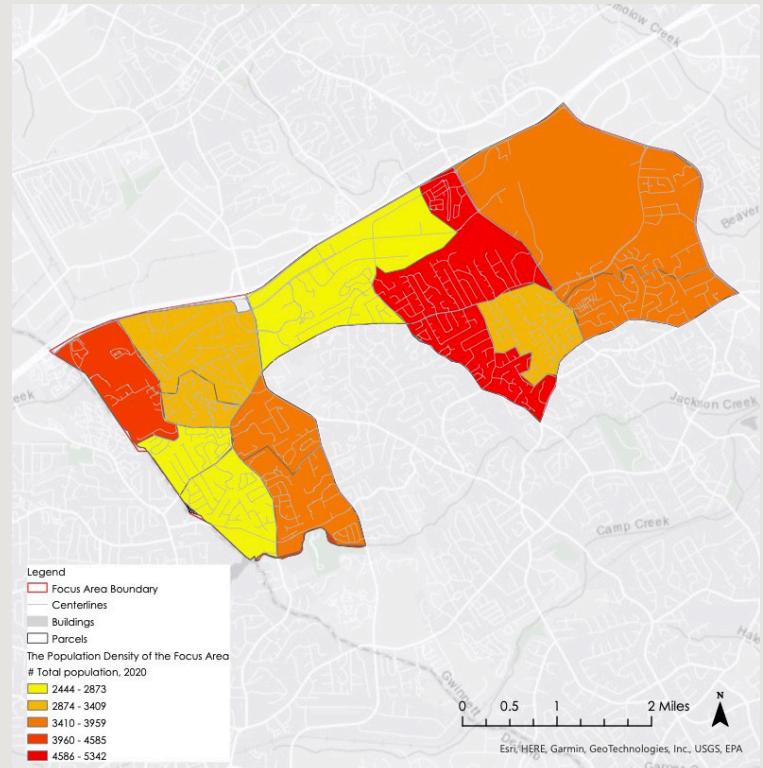 Beaver
eek
Jackson Creek
Camp Creek
Legend
Focus Area Boundary
Centerlines
Buildings
Parcels
The Population Density of the Focus Area
# Total population, 2020
2444 - 2873
2874 - 3409
3410 - 3959
3960 - 4585
4586 - 5342
Gwinnett
0 0.5 1 2 Miles
N
Esri, HERE, Garmin, GeoTechnologies, Inc., USGS, EPA